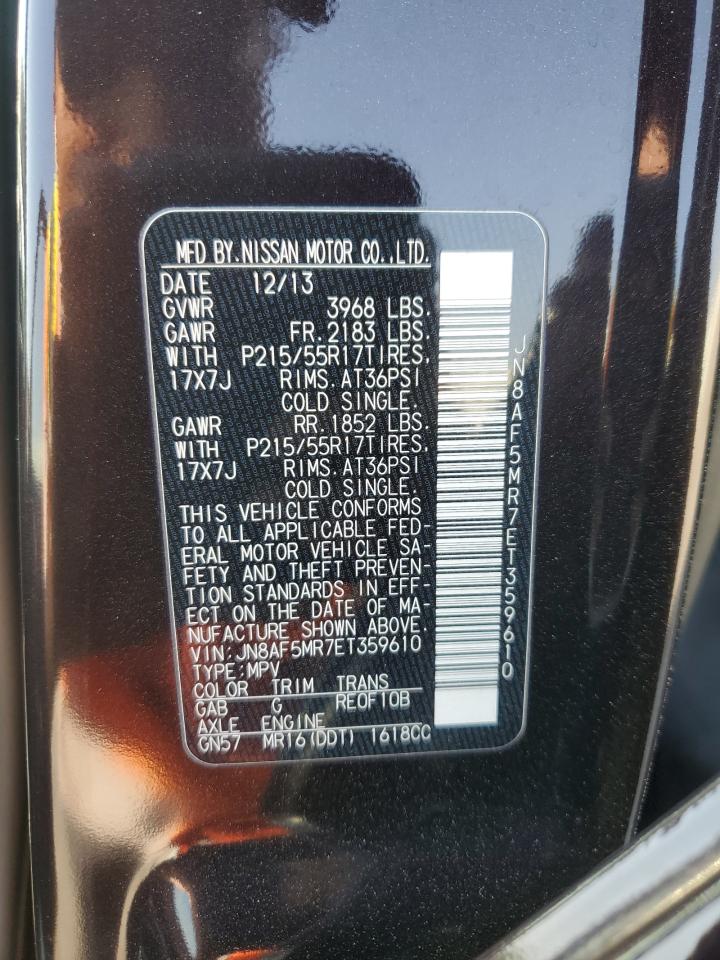 MFD BY.NISSAN MOTOR CO.,LTD.
DATE 12/13
GVWR 3968 LBS.
GAWR FR.2183 LBS.
WITH P215/55R17TIRES,
17X7J RIMS.AT36PSI
COLD SINGLE.
GAWR RR.1852 LBS.
WITH P215/55R17TIRES,
17X7J RIMS.AT36PSI
COLD SINGLE.
THIS VEHICLE CONFORMS
TO ALL APPLICABLE FED-
ERAL MOTOR VEHICLE SA-
FETY AND THEFT PREVEN-
TION STANDARDS IN EFF-
ECT ON THE DATE OF MA-
NUFACTURE SHOWN ABOVE.
VIN:JN8AF5MR7ET359610
TYPE:MPV
COLOR TRIM TRANS
GAB G RE0F10B
AXLE ENGINE
GN57 MR16(DDT) 1618CC
JN8AF5MR7ET359610